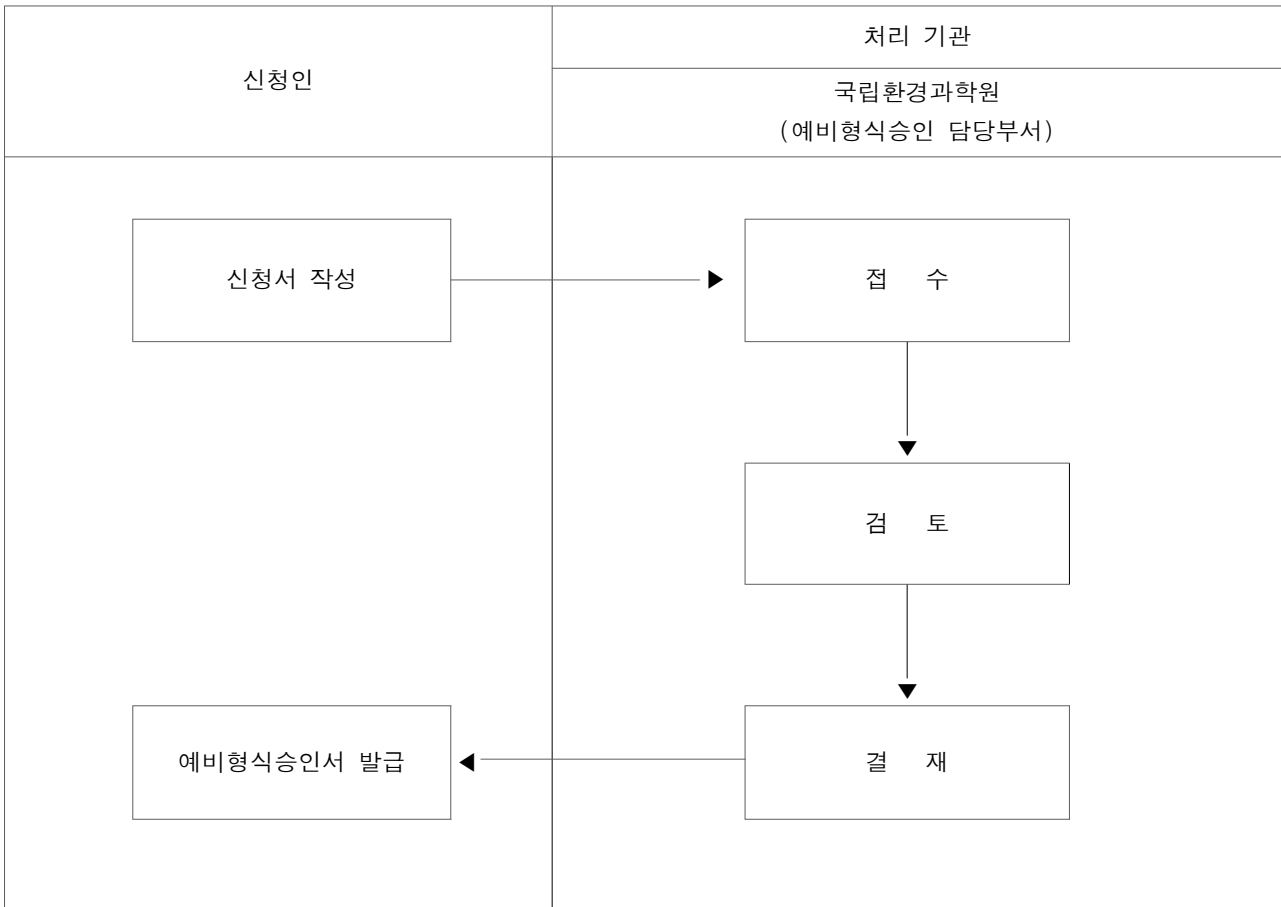 신청인
처리 기관
국립환경과학원
(예비형식승인 담당부서)
신청서 작성
접 수
검 토
예비형식승인서 발급
결 재